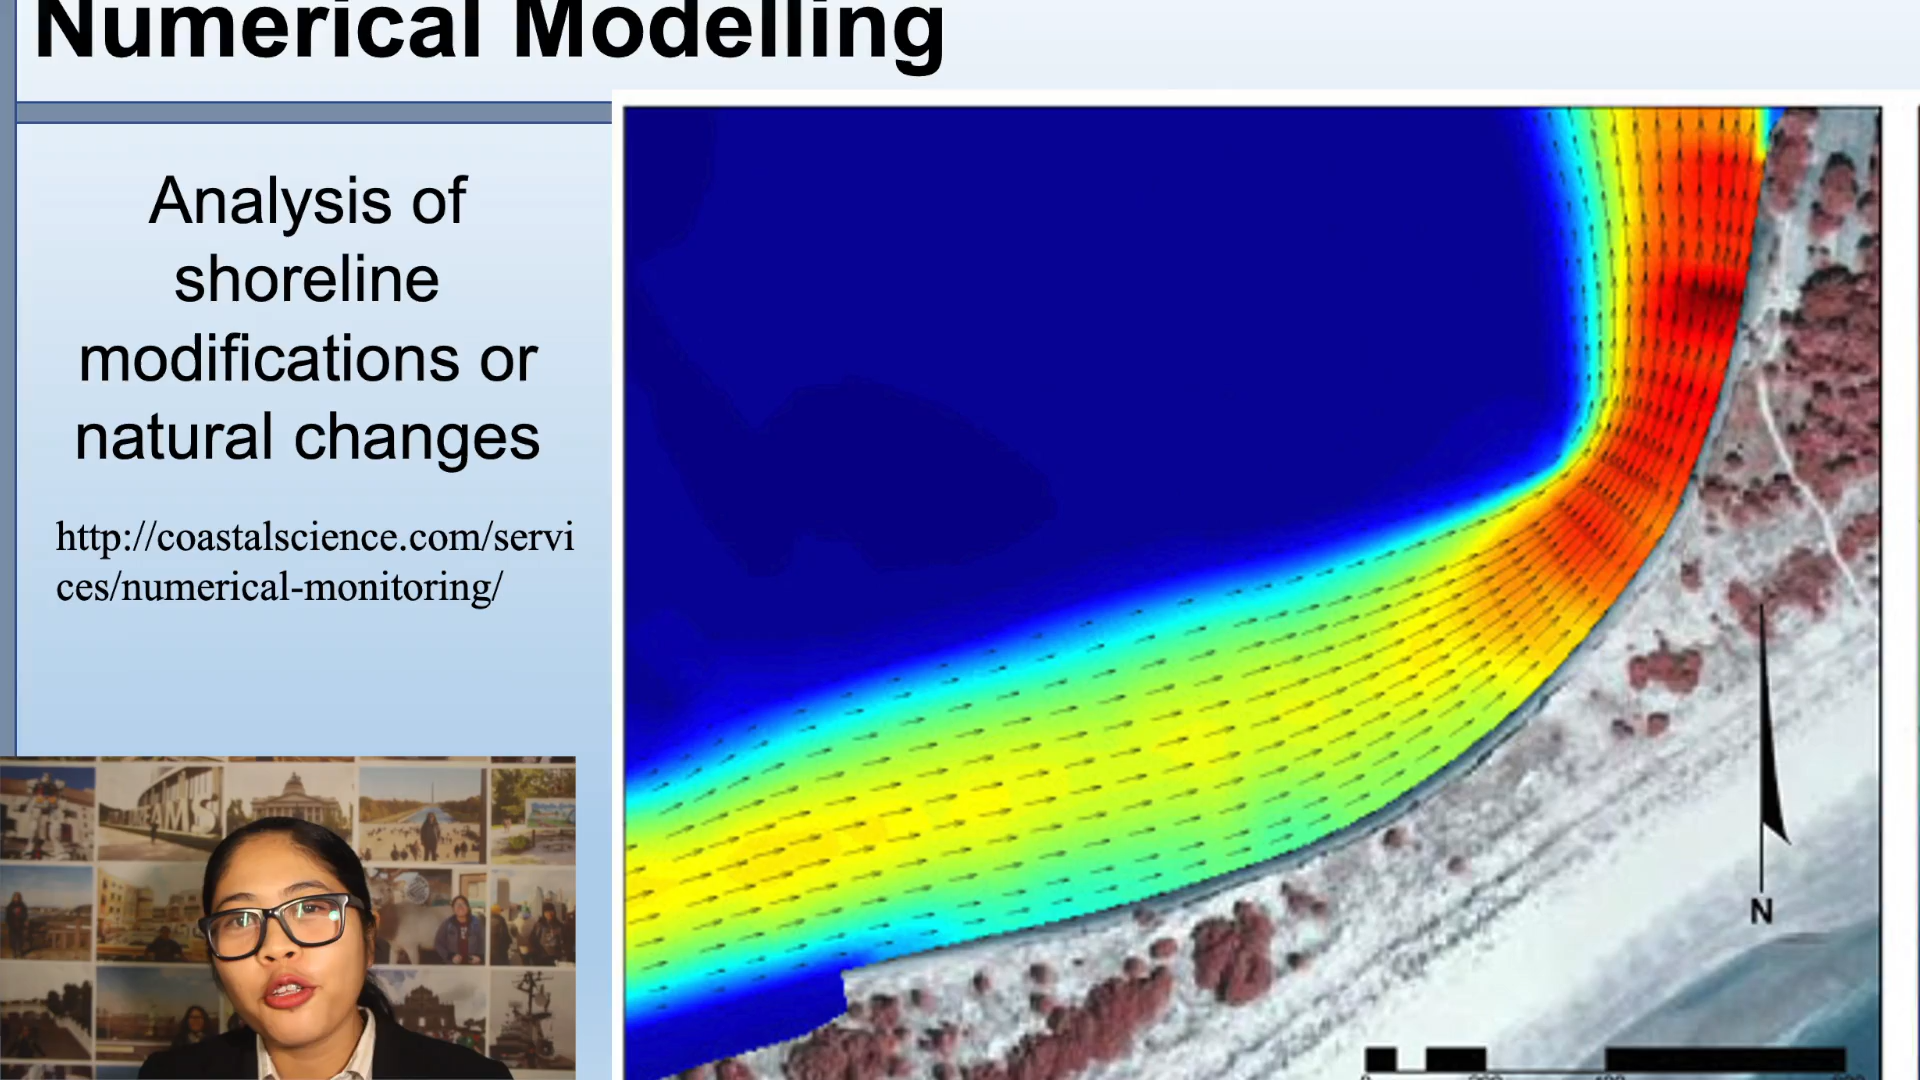 Numerical Modelling
Analysis of
shoreline
modifications or
natural changes
http://coastalscience.com/servi
ces/numerical-monitoring/
N